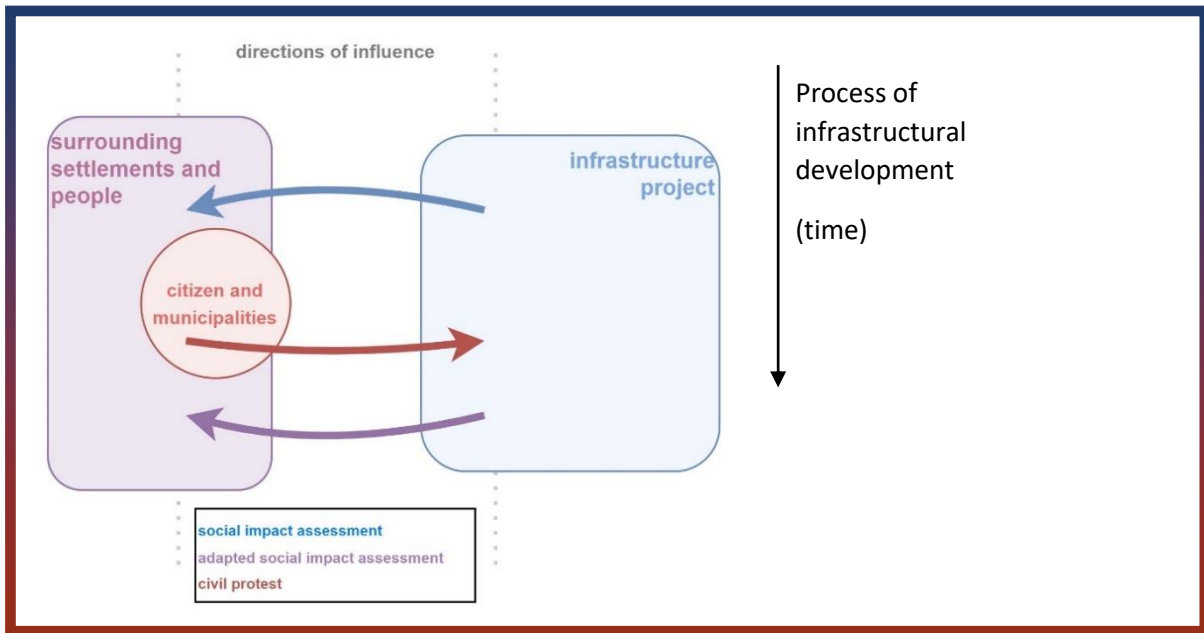 directions of influence
surrounding
settlements and
people
infrastructure
project
citizen and
municipalities
social impact assessment
adapted social impact assessment
civil protest
Process of
infrastructural
development
(time)